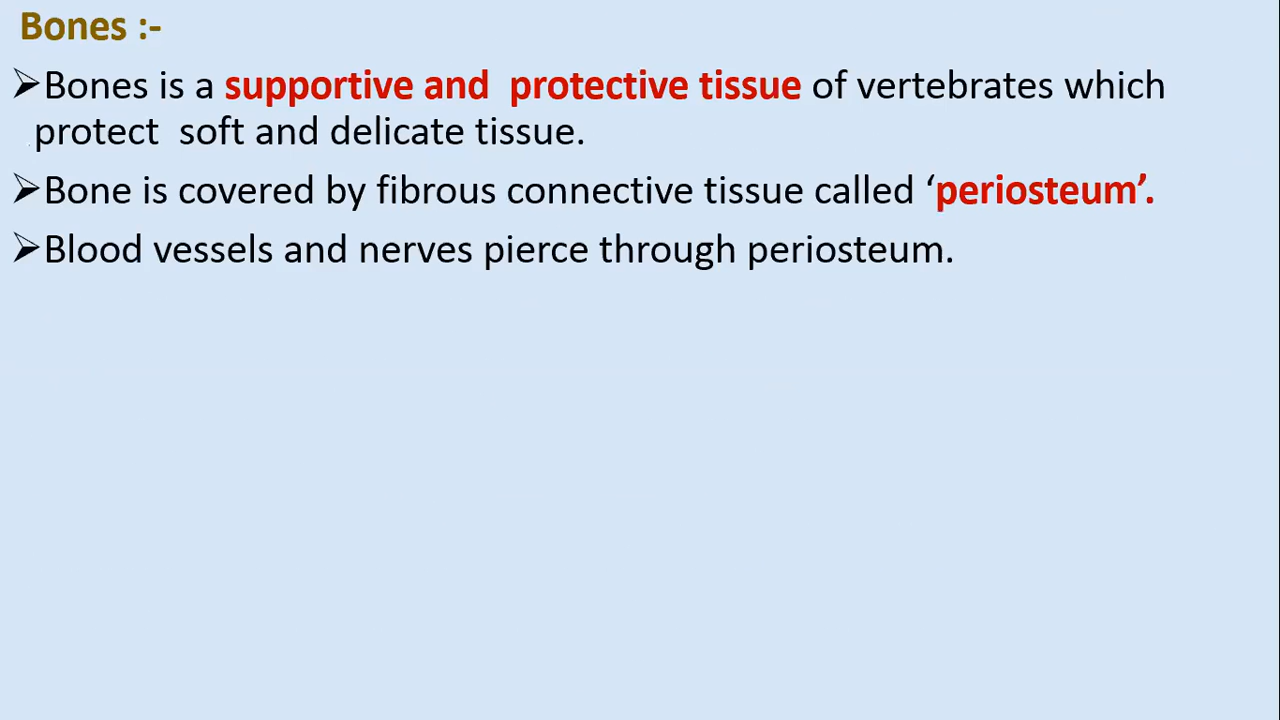 Bones :-
➢Bones is a supportive and  protective tissue of vertebrates which
protect  soft and delicate tissue.
➢Bone is covered by fibrous connective tissue called ‘periosteum’.
➢Blood vessels and nerves pierce through periosteum.